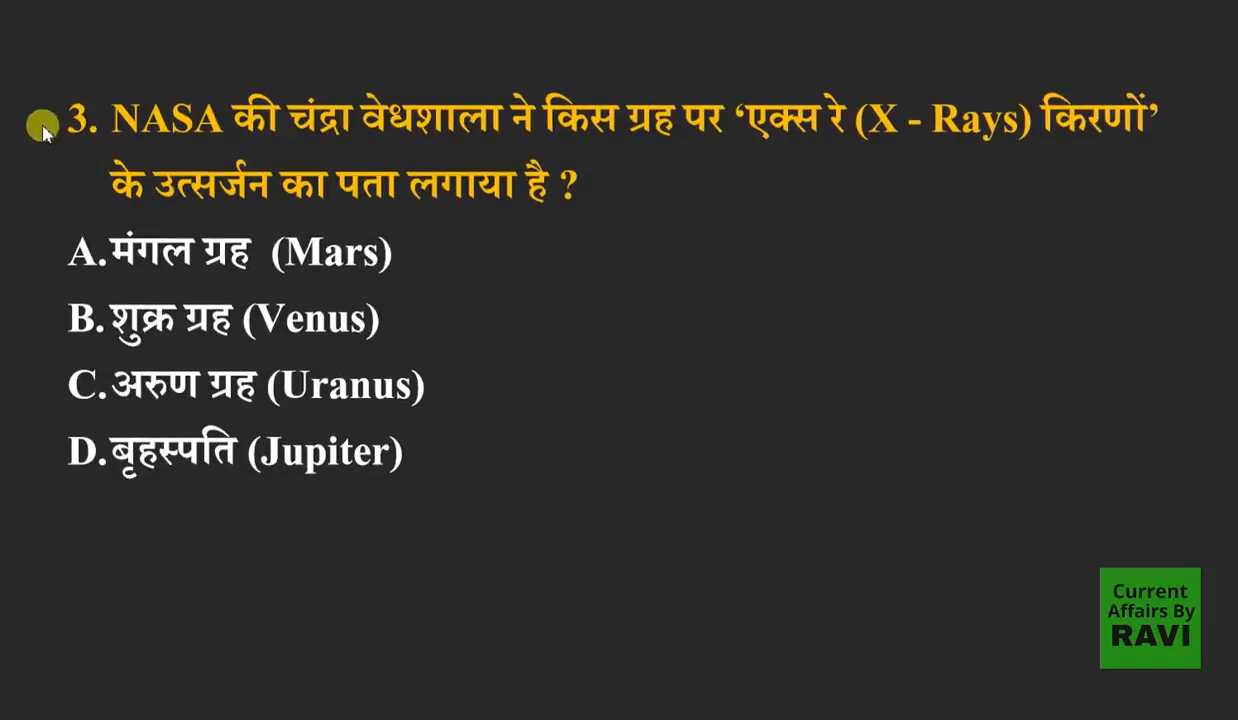 3. NASA की चंद्रा वेधशाला ने किस ग्रह पर ‘एक्स रे (X - Rays) किरणों’
के उत्सर्जन का पता लगाया है ?
A.मंगल ग्रह (Mars)
B.शुक्र ग्रह (Venus)
C.अरुण ग्रह (Uranus)
D.बृहस्पति (Jupiter)
Current
Affairs By
RAVI